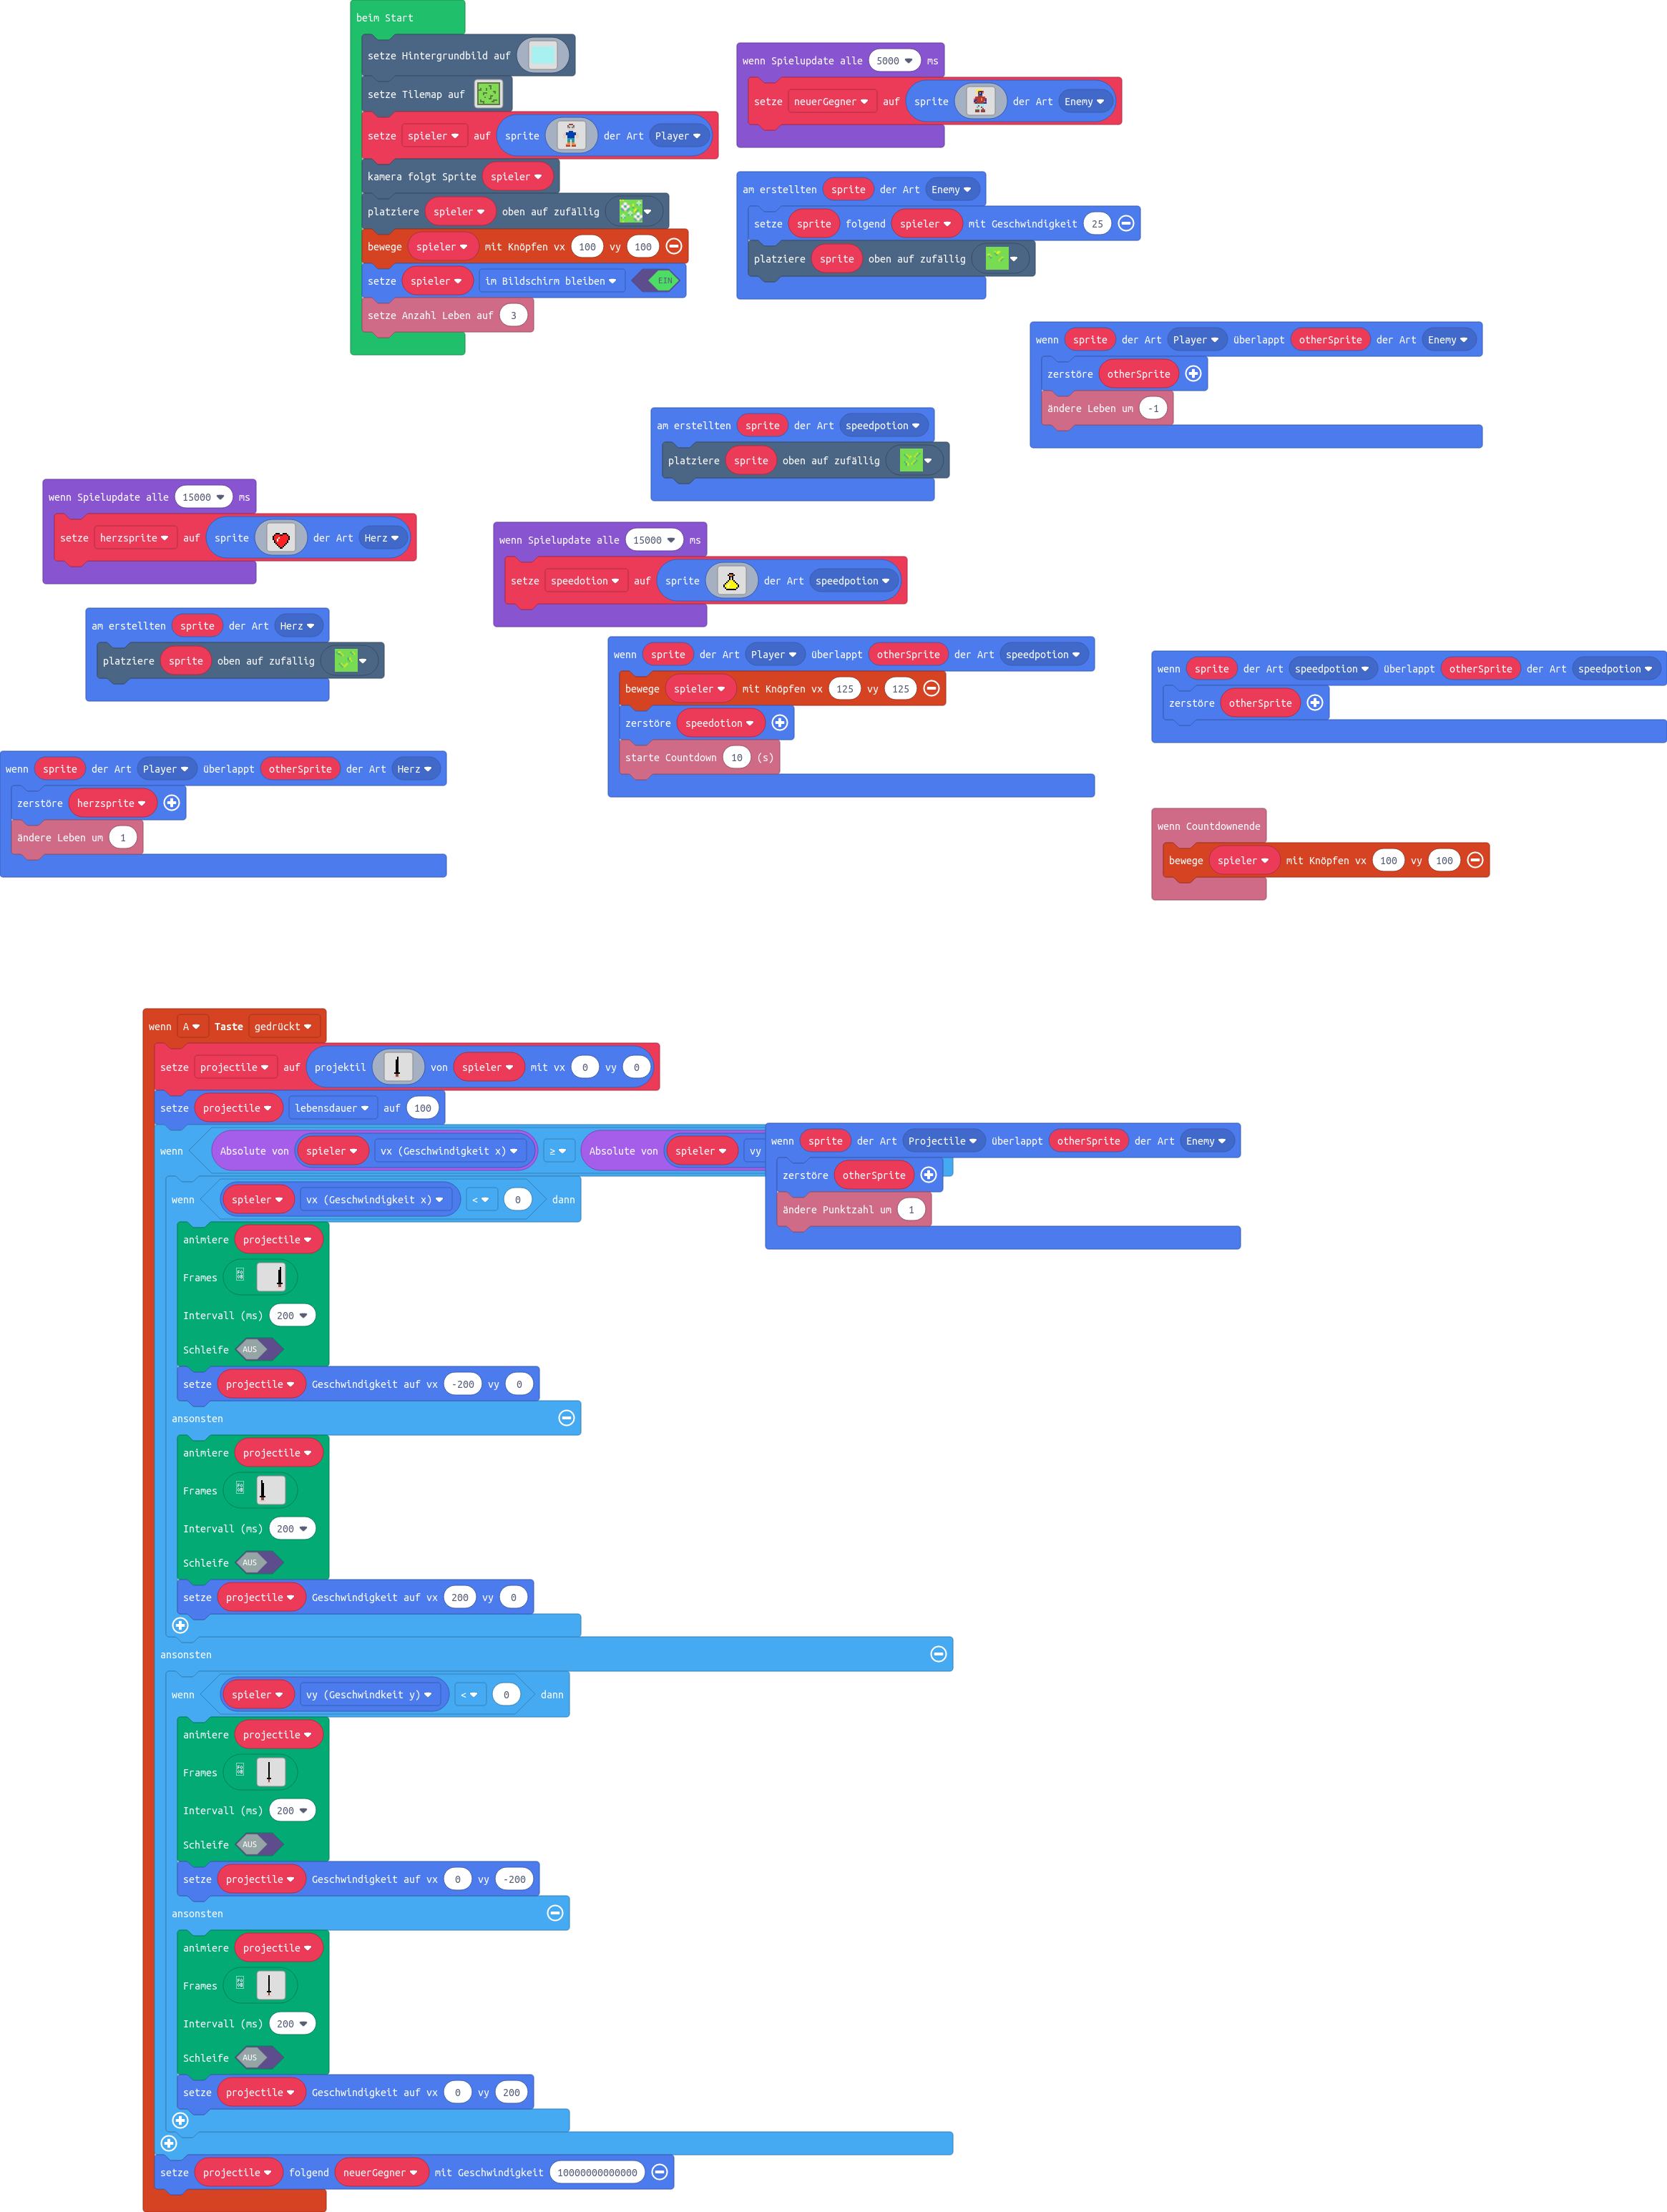 beim Start
setze Hintergrundbild auf
setze Tilemap auf
setze spieler auf sprite der Art Player
kamera folgt Sprite spieler
platziere spieler oben auf zufällig
bewege spieler mit Knöpfen vx 100 vy 100
setze spieler im Bildschirm bleiben EIN
setze Anzahl Leben auf 3
wenn Spielupdate alle 5000 ms
setze neuerGegner auf sprite der Art Enemy
am erstellten sprite der Art Enemy
setze sprite folgend spieler mit Geschwindigkeit 25
platziere sprite oben auf zufällig
wenn sprite der Art Player überlappt otherSprite der Art Enemy
zerstöre otherSprite
ändere Leben um -1
am erstellten sprite der Art speedpotion
platziere sprite oben auf zufällig
wenn Spielupdate alle 15000 ms
setze herzsprite auf sprite der Art Herz
wenn Spielupdate alle 15000 ms
setze speedotion auf sprite der Art speedpotion
am erstellten sprite der Art Herz
platziere sprite oben auf zufällig
wenn sprite der Art Player überlappt otherSprite der Art speedpotion
bewege spieler mit Knöpfen vx 125 vy 125
zerstöre speedotion
starte Countdown 10 (s)
wenn sprite der Art speedpotion überlappt otherSprite der Art speedpotion
zerstöre otherSprite
wenn sprite der Art Player überlappt otherSprite der Art Herz
zerstöre herzsprite
ändere Leben um 1
wenn Countdownende
bewege spieler mit Knöpfen vx 100 vy 100
wenn A Taste gedrückt
setze projectile auf projektil von spieler mit vx 0 vy 0
setze projectile lebensdauer auf 100
wenn Absolute von spieler vx (Geschwindigkeit x) ≥ Absolute von spieler vy
wenn sprite der Art Projectile überlappt otherSprite der Art Enemy
zerstöre otherSprite
ändere Punktzahl um 1
wenn spieler vx (Geschwindigkeit x) < 0 dann
animiere projectile
Frames
Intervall (ms) 200
Schleife AUS
setze projectile Geschwindigkeit auf vx -200 vy 0
ansonsten
animiere projectile
Frames
Intervall (ms) 200
Schleife AUS
setze projectile Geschwindigkeit auf vx 200 vy 0
ansonsten
wenn spieler vy (Geschwindkeit y) < 0 dann
animiere projectile
Frames
Intervall (ms) 200
Schleife AUS
setze projectile Geschwindigkeit auf vx 0 vy -200
ansonsten
animiere projectile
Frames
Intervall (ms) 200
Schleife AUS
setze projectile Geschwindigkeit auf vx 0 vy 200
setze projectile folgend neuerGegner mit Geschwindigkeit 10000000000000